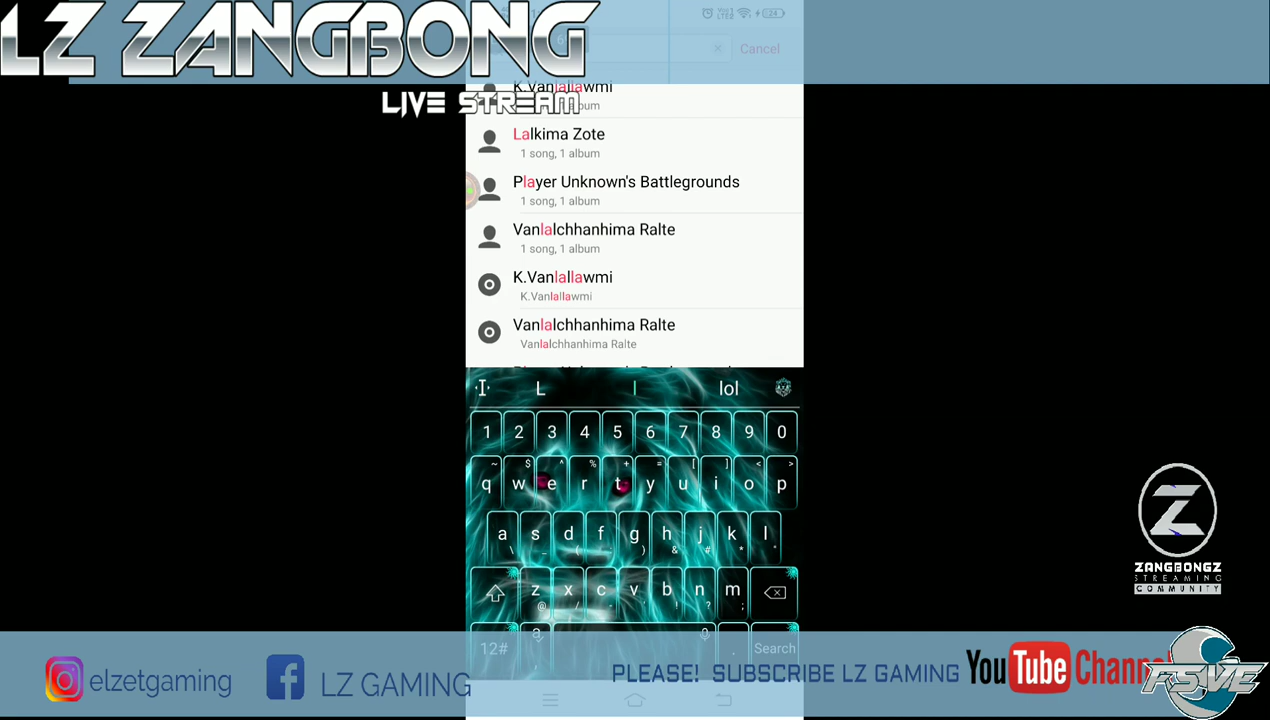 LZ ZANGBONG
LIVE STREAM
24
Cancel
K.Vanlallawmi
Lalkima Zote
1 song, 1 album
Player Unknown's Battlegrounds
1 song, 1 album
Vanlalchhanhima Ralte
1 song, 1 album
K.Vanlallawmi
K.Vanlallawmi
Vanlalchhanhima Ralte
Vanlalchhanhima Ralte
L l lol
1 2 3 4 5 6 7 8 9 0
q w e r t y u i o p
a s d f g h j k l
z x c v b n m
12# . Search
Z
ZANGBONGZ
STREAMING
COMMUNITY
elzetgaming
LZ GAMING
PLEASE! SUBSCRIBE LZ GAMING YouTube Channel